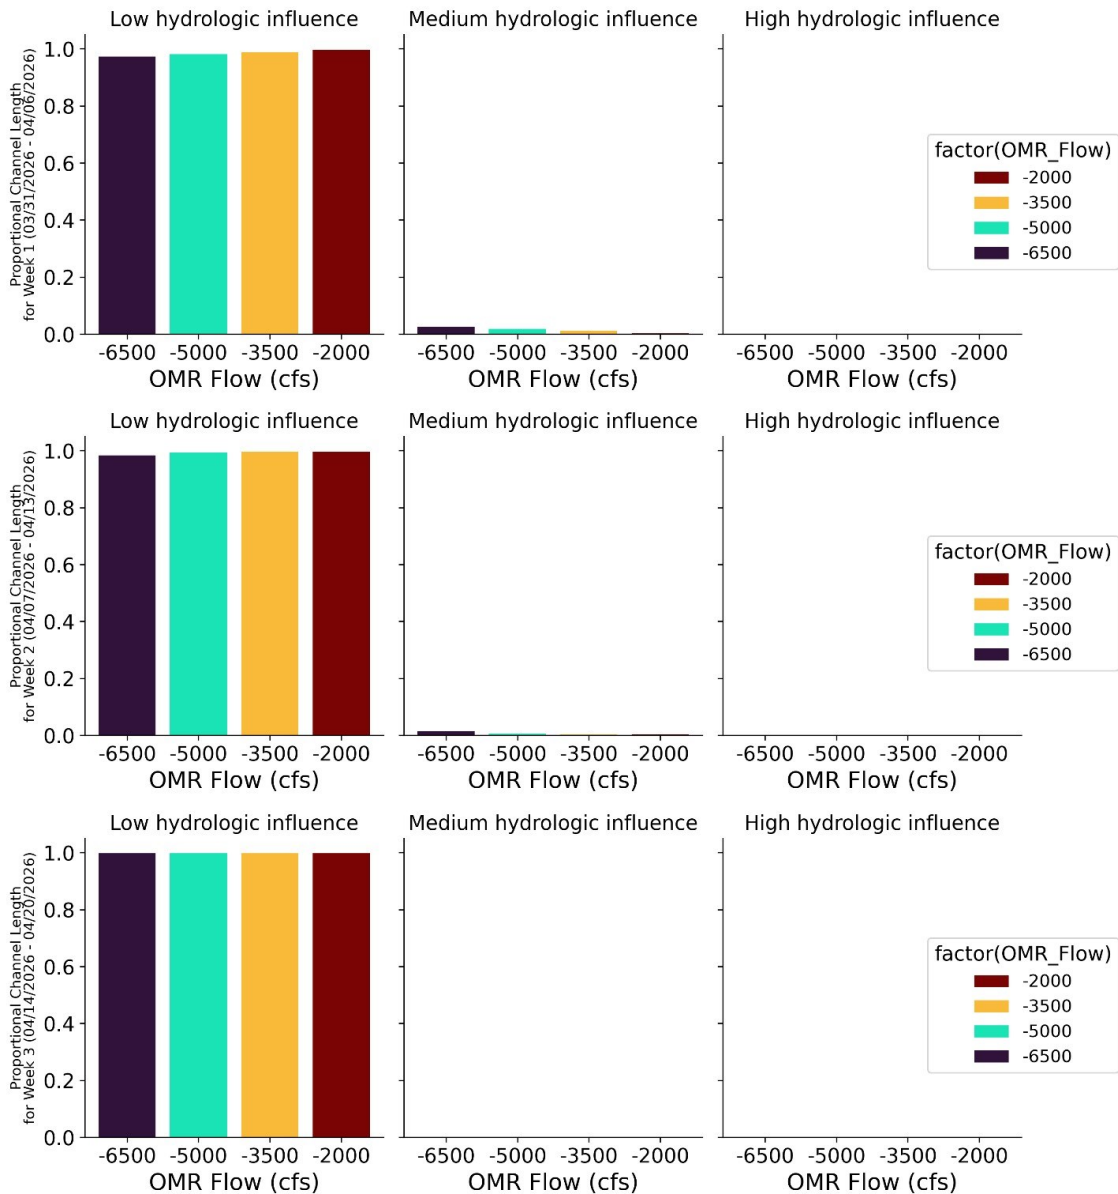 Low hydrologic influence
Medium hydrologic influence
High hydrologic influence
Proportional Channel Length
for Week 1 (03/31/2026 - 04/06/2026)
1.0
0.8
0.6
0.4
0.2
0.0
-6500 -5000 -3500 -2000
OMR Flow (cfs)
-6500 -5000 -3500 -2000
OMR Flow (cfs)
-6500 -5000 -3500 -2000
OMR Flow (cfs)
factor(OMR_Flow)
-2000
-3500
-5000
-6500
Low hydrologic influence
Medium hydrologic influence
High hydrologic influence
Proportional Channel Length
for Week 2 (04/07/2026 - 04/13/2026)
1.0
0.8
0.6
0.4
0.2
0.0
-6500 -5000 -3500 -2000
OMR Flow (cfs)
-6500 -5000 -3500 -2000
OMR Flow (cfs)
-6500 -5000 -3500 -2000
OMR Flow (cfs)
factor(OMR_Flow)
-2000
-3500
-5000
-6500
Low hydrologic influence
Medium hydrologic influence
High hydrologic influence
Proportional Channel Length
for Week 3 (04/14/2026 - 04/20/2026)
1.0
0.8
0.6
0.4
0.2
0.0
-6500 -5000 -3500 -2000
OMR Flow (cfs)
-6500 -5000 -3500 -2000
OMR Flow (cfs)
-6500 -5000 -3500 -2000
OMR Flow (cfs)
factor(OMR_Flow)
-2000
-3500
-5000
-6500